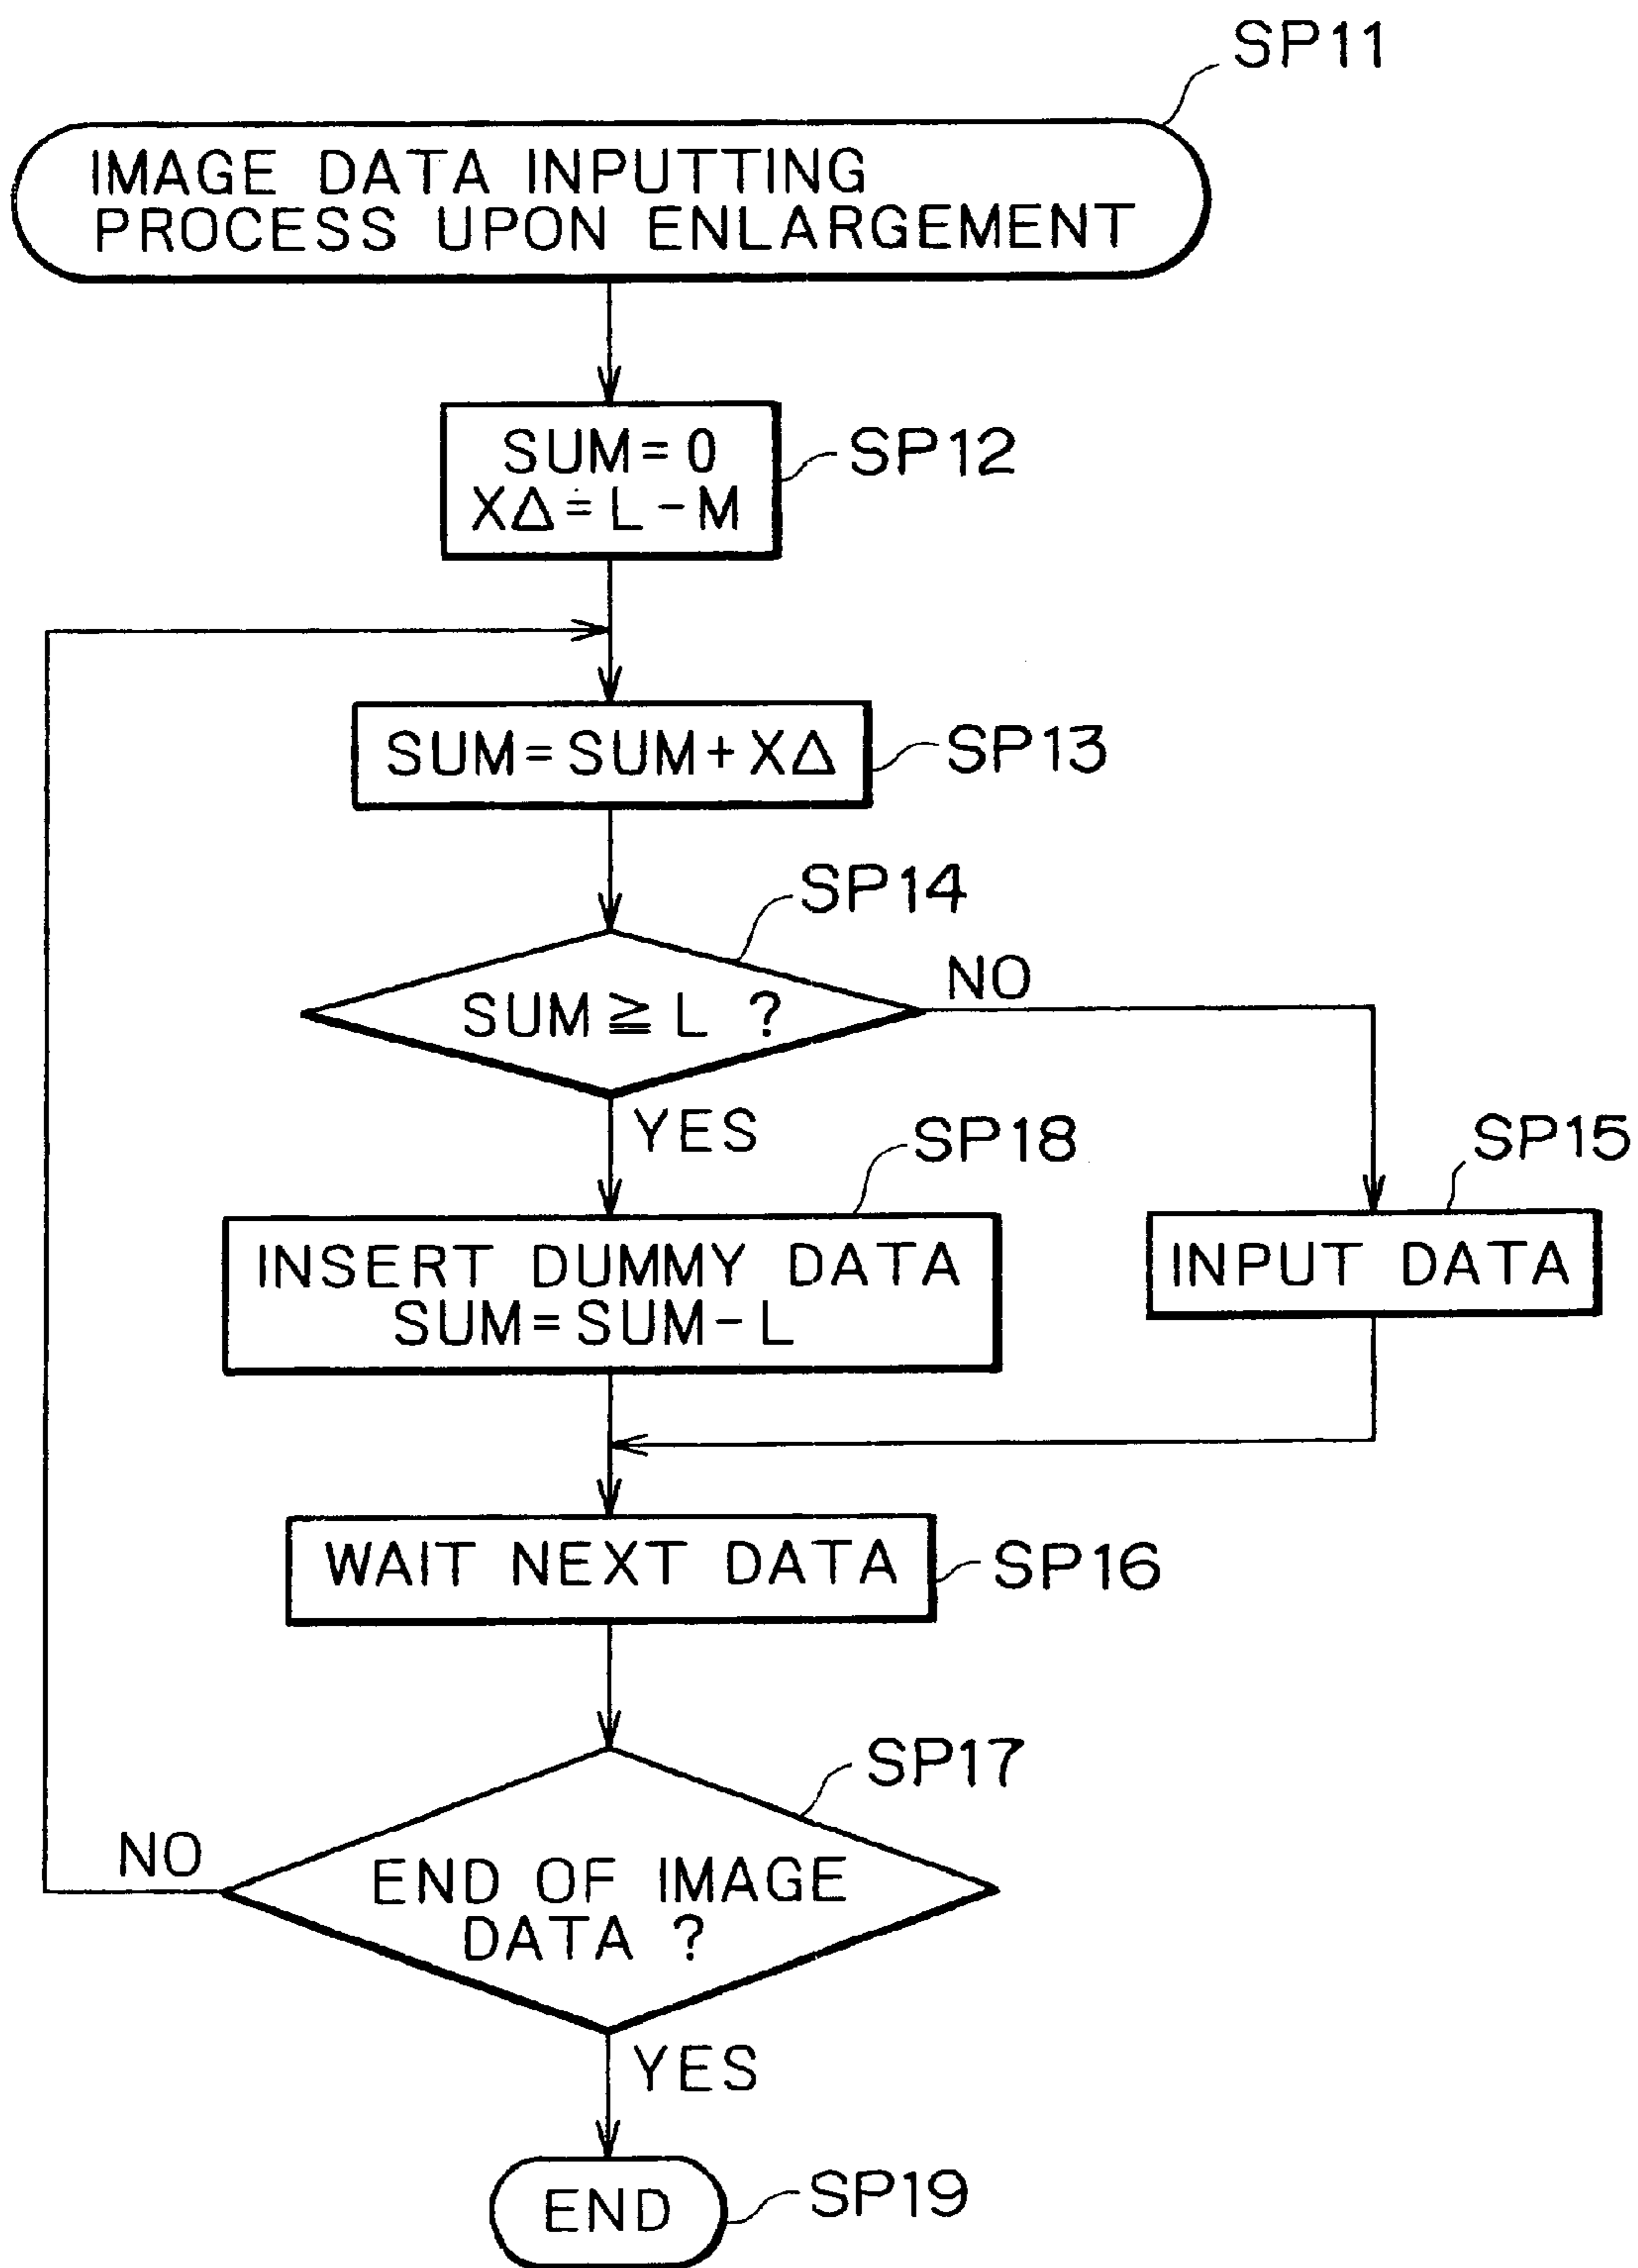 SP11
IMAGE DATA INPUTTING
PROCESS UPON ENLARGEMENT
SUM=0
XΔ=L-M
SP12
SUM=SUM+XΔ
SP13
SP14
SUM≧L ?
NO
YES
SP18
SP15
INSERT DUMMY DATA
SUM=SUM-L
INPUT DATA
WAIT NEXT DATA
SP16
SP17
NO
END OF IMAGE
DATA ?
YES
END
SP19